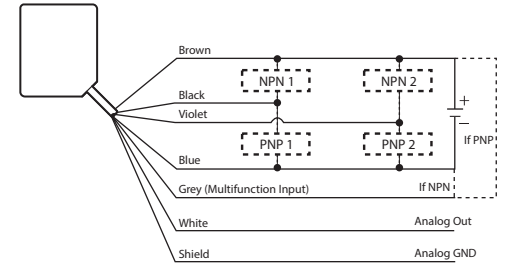 Brown
NPN 1
NPN 2
Black
Violet
+
−
If PNP
PNP 1
PNP 2
Blue
Grey (Multifunction Input)
If NPN
White
Analog Out
Shield
Analog GND